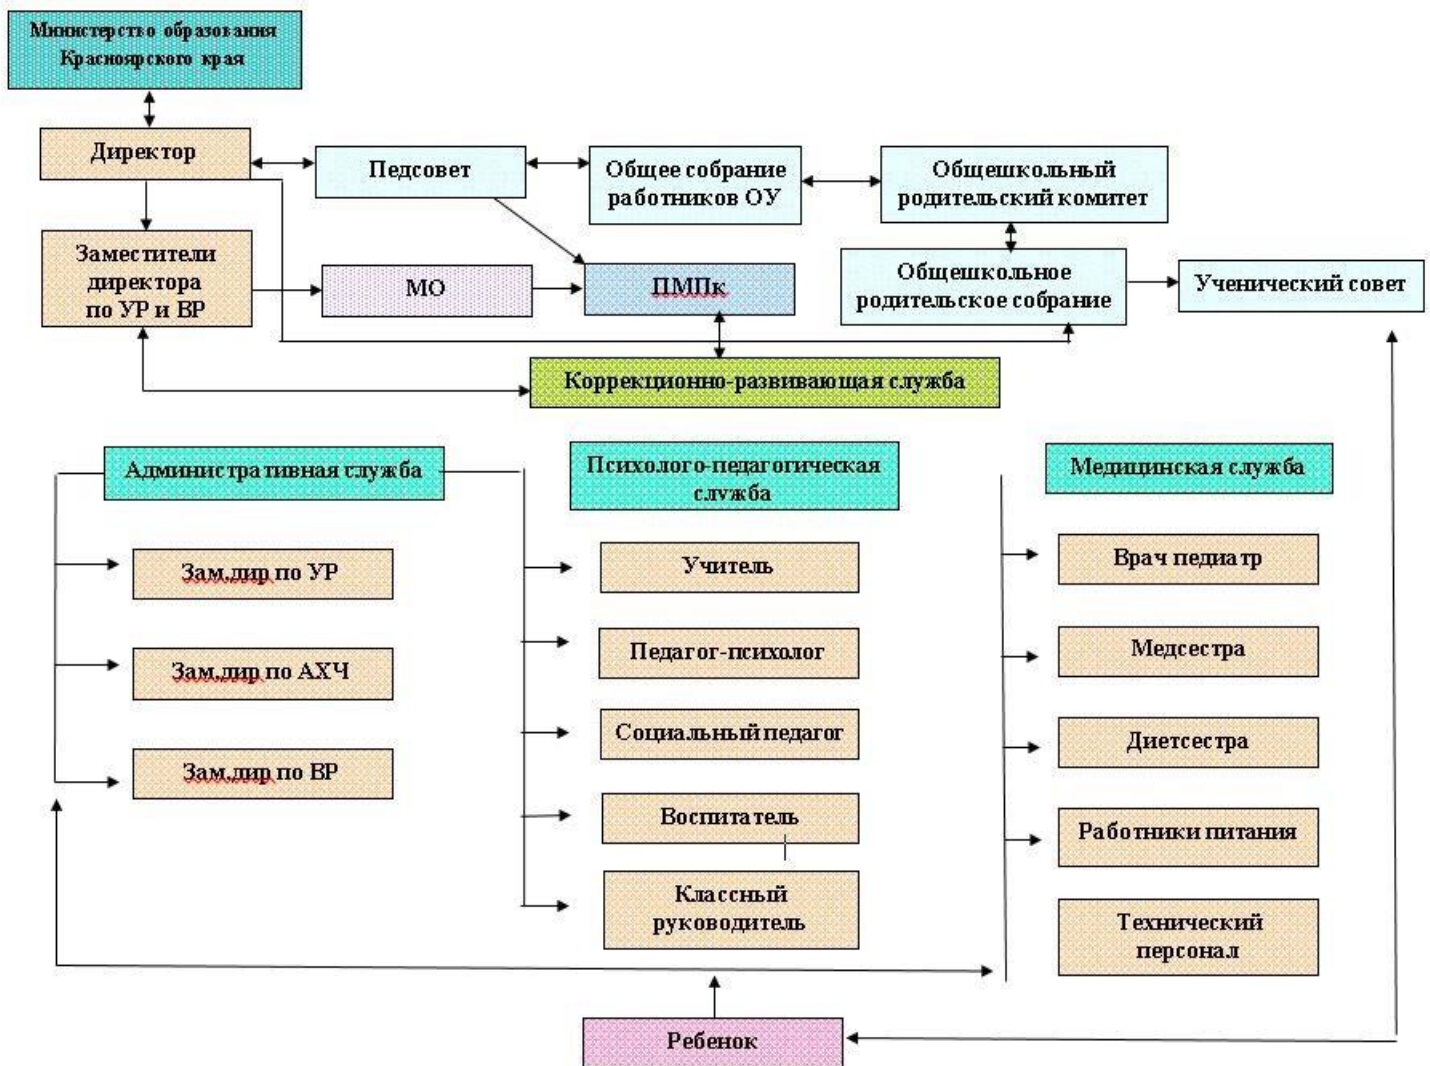 Министерство образования
Красноярского края
Директор
Педсовет
Общее собрание
работников ОУ
Общешкольный
родительский комитет
Заместители
директора
по УР и ВР
МО
ПМПк
Общешкольное
родительское собрание
Ученический совет
Коррекционно-развивающая служба
Административная служба
Психолого-педагогическая
служба
Медицинская служба
Зам.дир по УР
Зам.дир по АХЧ
Зам.дир по ВР
Учитель
Педагог-психолог
Социальный педагог
Воспитатель
Классный
руководитель
Врач педиатр
Медсестра
Диетсестра
Работники питания
Технический
персонал
Ребенок